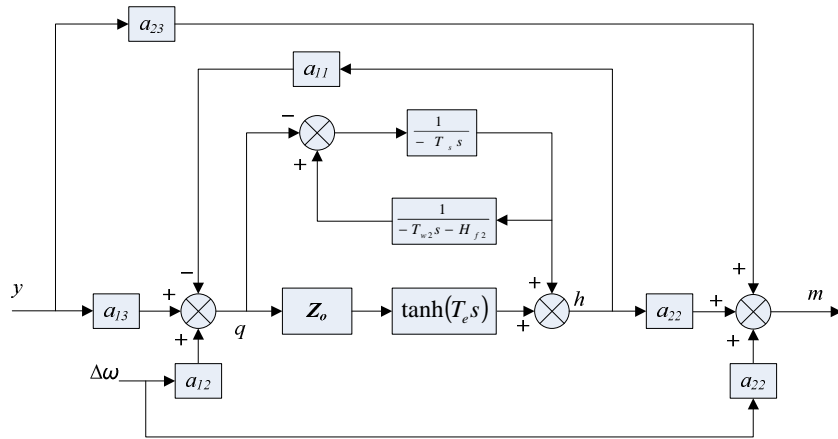 a23
a11
−
+
1
− Ts s
1
−Tw2 s − Hf2
y
a13
−
+
+
q
Zo
tanh(Te s)
+
+
h
a22
+
+
+
m
Δω
a12
a22